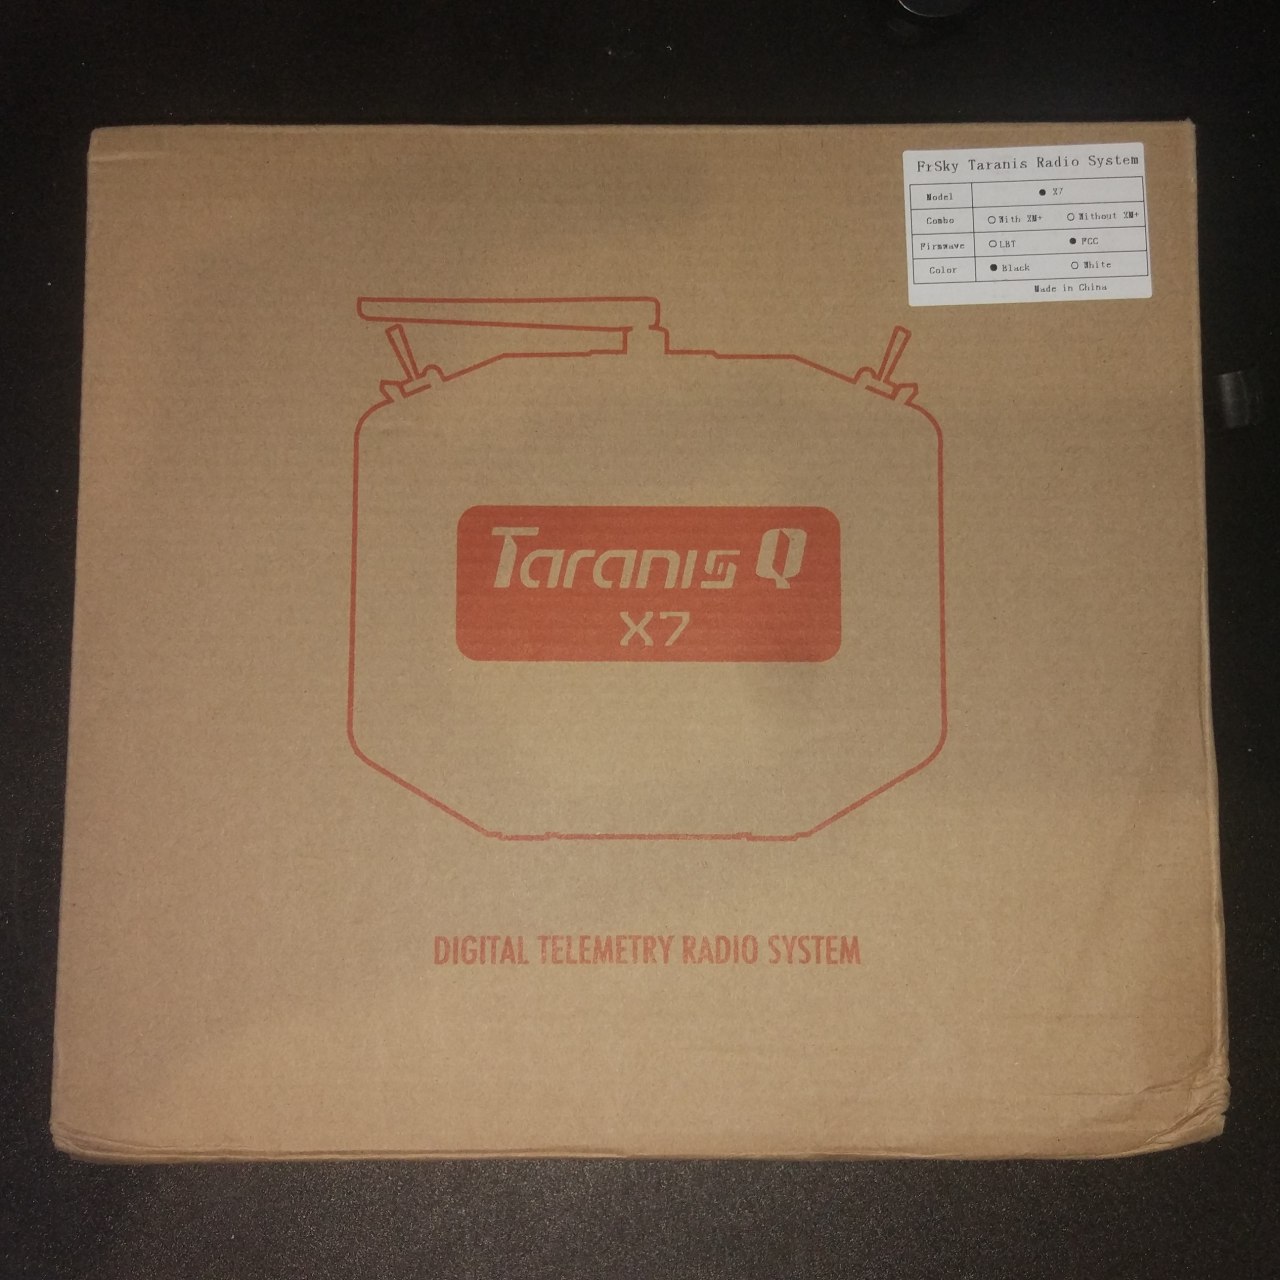 FrSky Taranis Radio System
Model ● X7
Combo ○ With XM+ ○ Without XM+
Firmware ○ LBT ● FCC
Color ● Black ○ White
Made in China
Taranis Q
X7
DIGITAL TELEMETRY RADIO SYSTEM